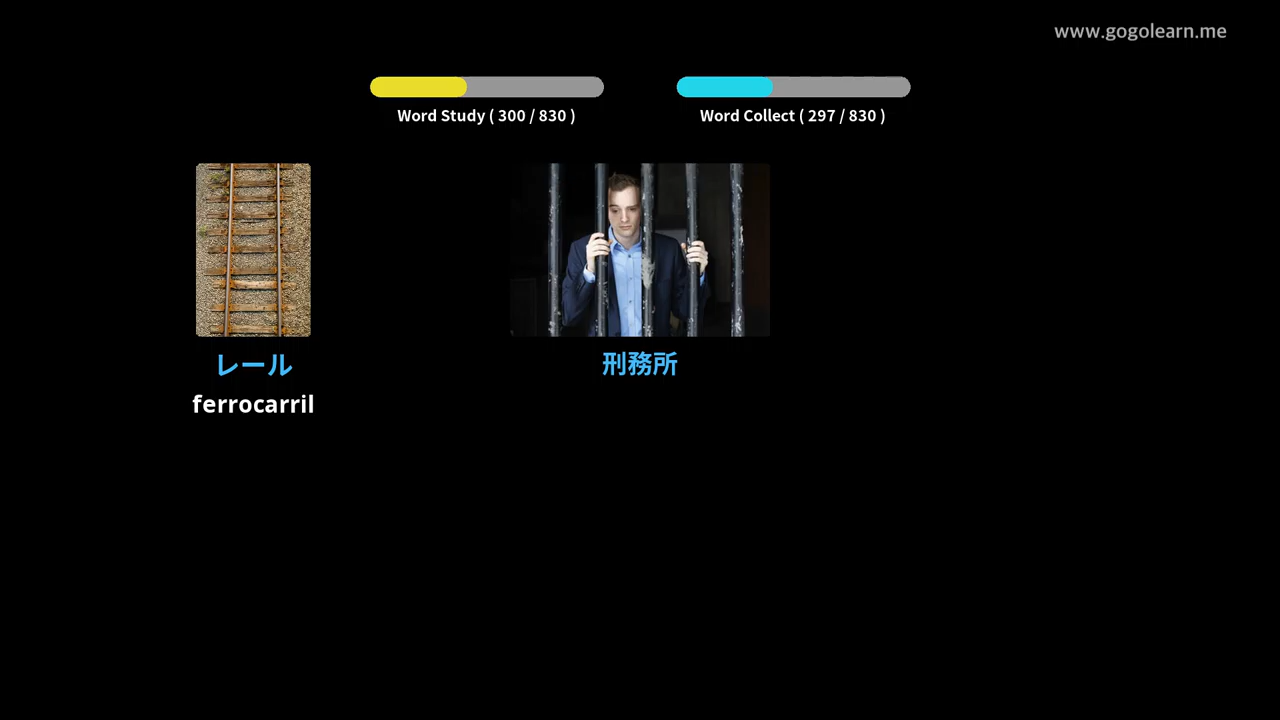 www.gogolearn.me
Word Study ( 300 / 830 )
Word Collect ( 297 / 830 )
レール
ferrocarril
刑務所